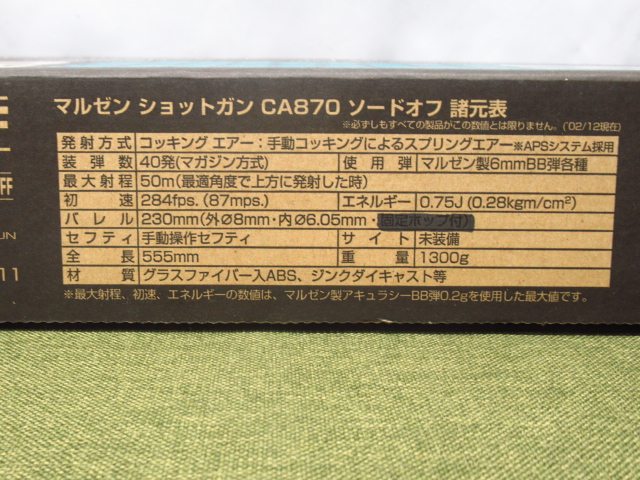 マルゼン ショットガン CA870 ソードオフ 諸元表
※必ずしもすべての製品がこの数値とは限りません。('02/12現在)
発射方式 コッキング エアー：手動コッキングによるスプリングエアー※APSシステム採用
装弾数 40発(マガジン方式) 使用弾 マルゼン製6mmBB弾各種
最大射程 50m(最適角度で上方に発射した時)
初速 284fps. (87mps.) エネルギー 0.75J (0.28kgm/cm²)
バレル 230mm(外Ø8mm・内Ø6.05mm・固定ホップ付)
セフティ 手動操作セフティ サイト 未装備
全長 555mm 重量 1300g
材質 グラスファイバー入ABS、ジンクダイキャスト等
※最大射程、初速、エネルギーの数値は、マルゼン製アキュラシーBB弾0.2gを使用した最大値です。
E
FF
UN
11